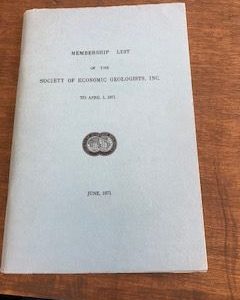 MEMBERSHIP LIST
OF THE
SOCIETY OF ECONOMIC GEOLOGISTS, INC.
TO APRIL 1, 1971
JUNE, 1971